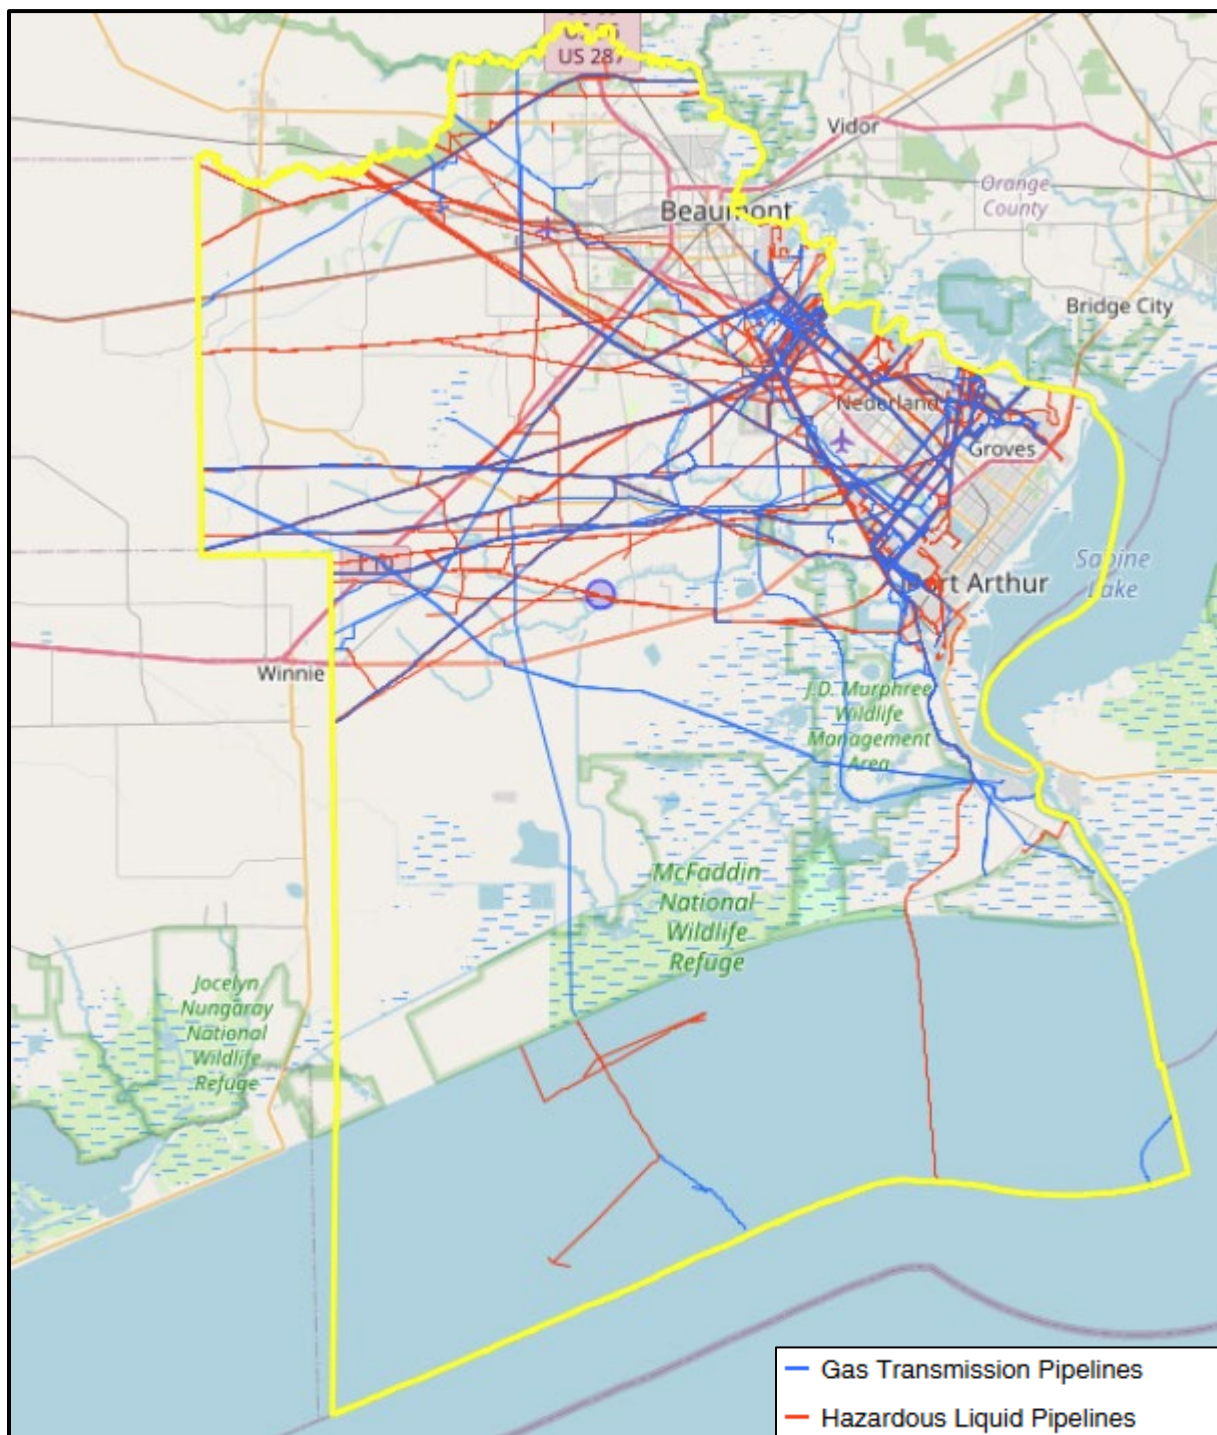 US 287
Vidor
Orange
County
Beaumont
Bridge City
Nederland
Groves
Sabine
Lake
Port Arthur
Winnie
J.D. Murphree
Wildlife
Management
Area
McFaddin
National
Wildlife
Refuge
Jocelyn
Nungaray
National
Wildlife
Refuge
Gas Transmission Pipelines
Hazardous Liquid Pipelines